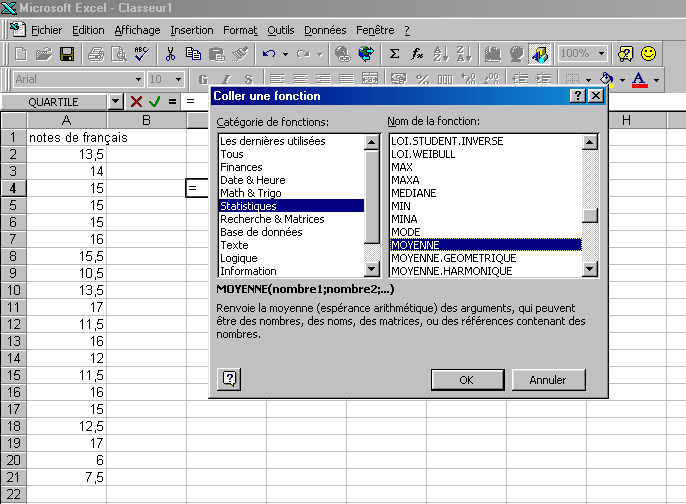 Microsoft Excel - Classeur1
Fichier Edition Affichage Insertion Format Outils Données Fenêtre ?
ABC Σ fx A Z Z A 100%
Arial 10 G I S % 000
QUARTILE = =
Coller une fonction ?
A B H
1 notes de français
2 13,5
3 14
4 15 =
5 15
6 15
7 16
8 15,5
9 10,5
10 13,5
11 17
12 11,5
13 16
14 12
15 11,5
16 16
17 15
18 12,5
19 17
20 6
21 7,5
22
Catégorie de fonctions:
Les dernières utilisées
Tous
Finances
Date & Heure
Math & Trigo
Statistiques
Recherche & Matrices
Base de données
Texte
Logique
Information
Nom de la fonction:
LOI.STUDENT.INVERSE
LOI.WEIBULL
MAX
MAXA
MEDIANE
MIN
MINA
MODE
MOYENNE
MOYENNE.GEOMETRIQUE
MOYENNE.HARMONIQUE
MOYENNE(nombre1;nombre2;...)
Renvoie la moyenne (espérance arithmétique) des arguments, qui peuvent
être des nombres, des noms, des matrices, ou des références contenant des
nombres.
? OK Annuler